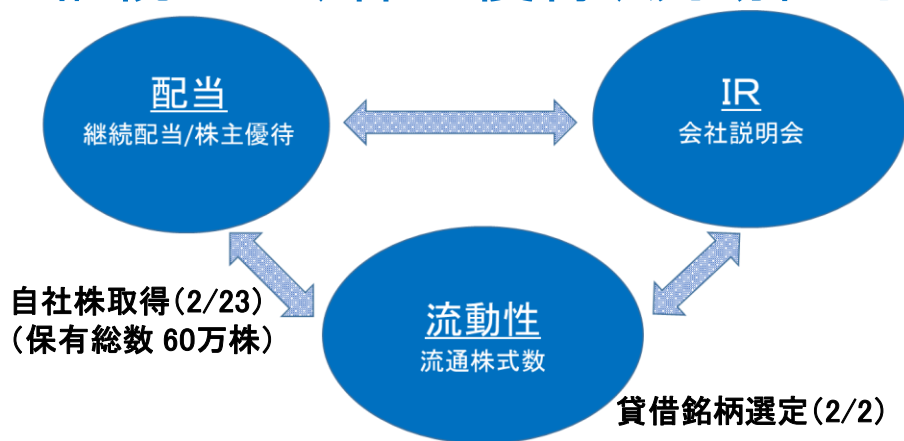 配当
継続配当/株主優待
IR
会社説明会
自社株取得(2/23)
(保有総数 60万株)
流動性
流通株式数
貸借銘柄選定(2/2)